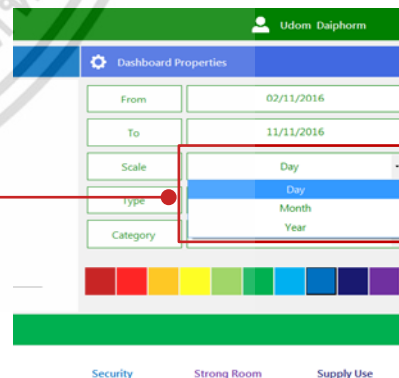 Udom Daiphorm
Dashboard Properties
From 02/11/2016
To 11/11/2016
Scale Day
Day
Type
Month
Year
Category
Security Strong Room Supply Use